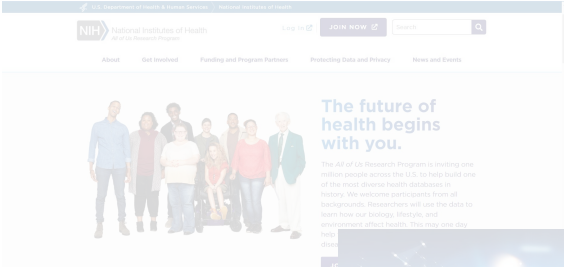 U.S. Department of Health & Human Services | National Institutes of Health
NIH National Institutes of Health
All of Us Research Program
Log In
JOIN NOW
Search
About Get Involved Funding and Program Partners Protecting Data and Privacy News and Events
The future of
health begins
with you.
The All of Us Research Program is inviting one
million people across the U.S. to help build one
of the most diverse health databases in
history. We welcome participants from all
backgrounds. Researchers will use the data to
learn how our biology, lifestyle, and
environment affect health. This may one day
help